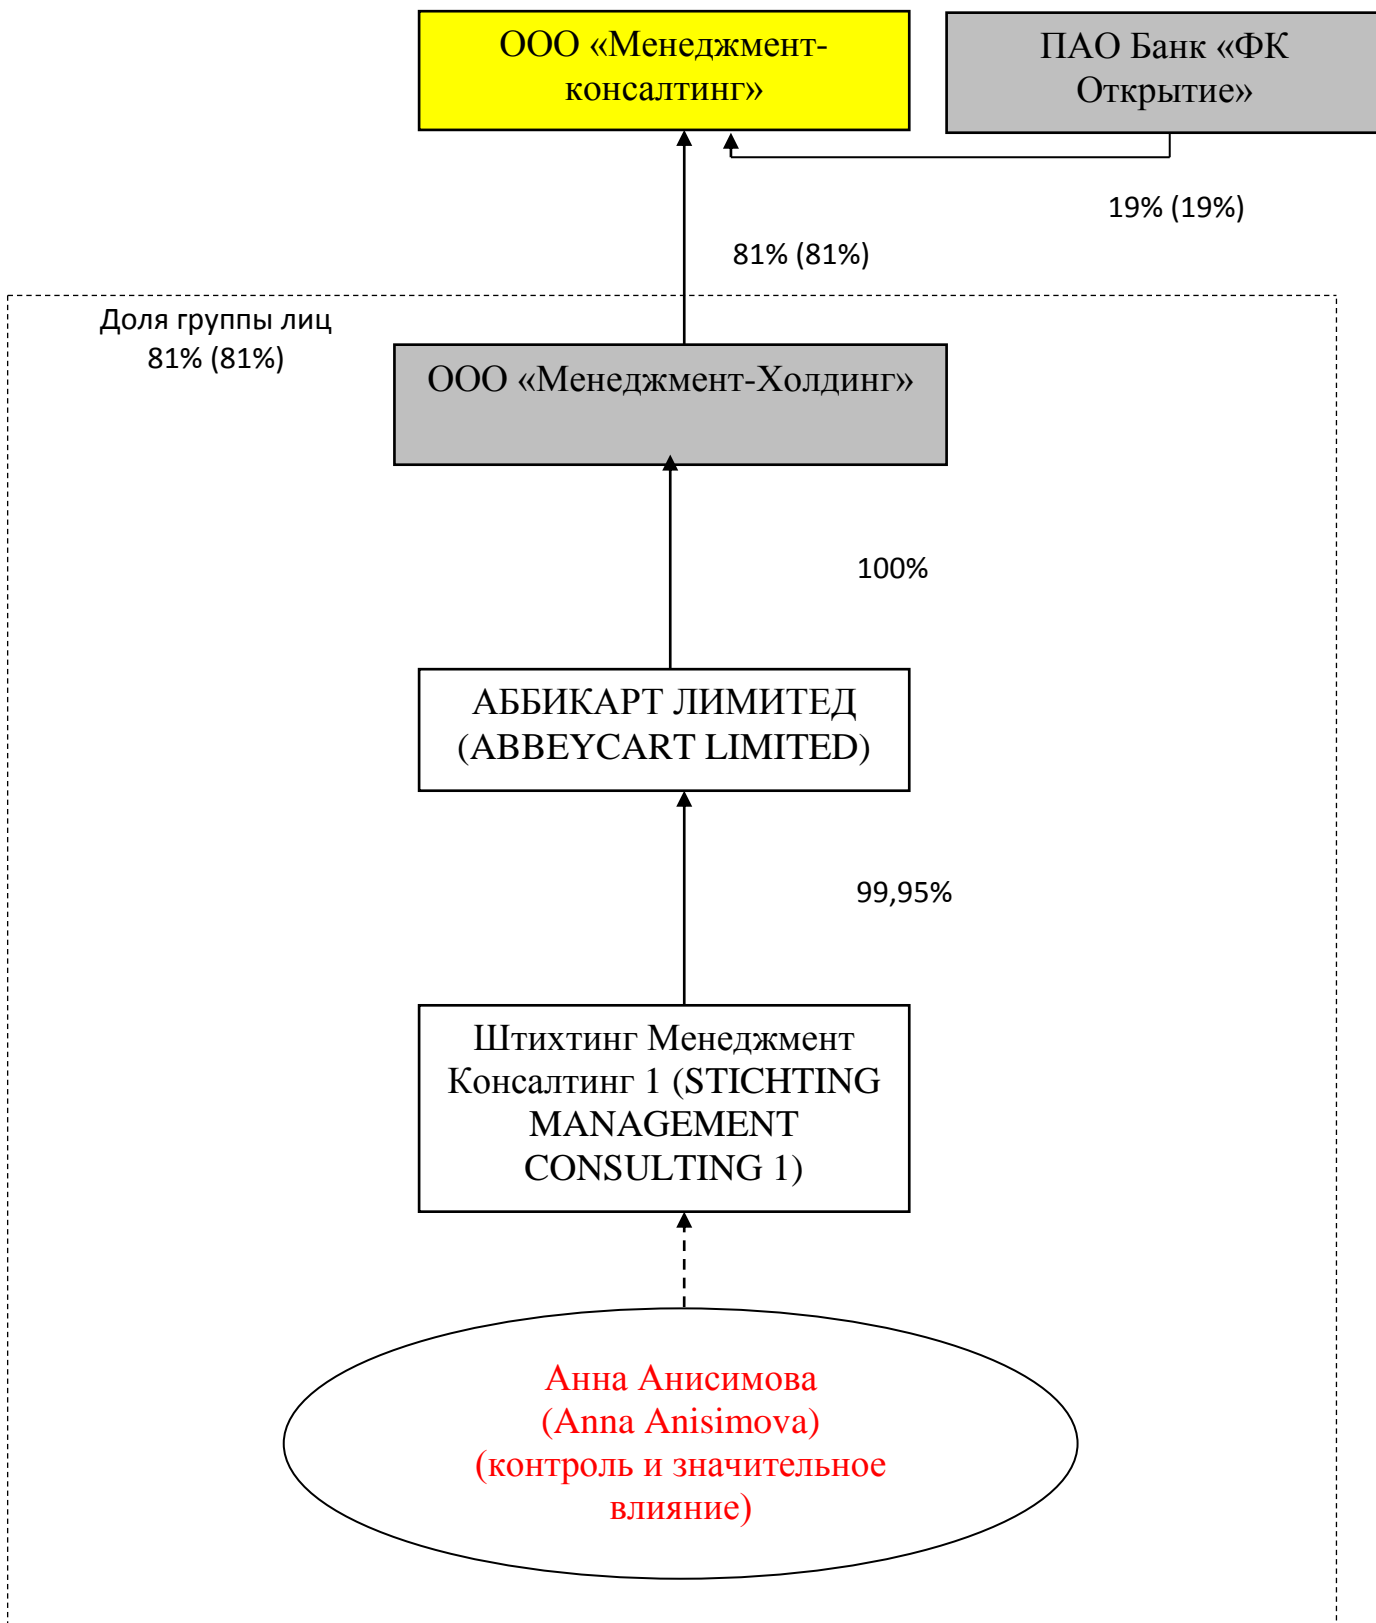 ООО «Менеджмент-
консалтинг»
ПАО Банк «ФК
Открытие»
19% (19%)
81% (81%)
Доля группы лиц
81% (81%)
ООО «Менеджмент-Холдинг»
100%
АББИКАРТ ЛИМИТЕД
(ABBEYCART LIMITED)
99,95%
Штихтинг Менеджмент
Консалтинг 1 (STICHTING
MANAGEMENT
CONSULTING 1)
Анна Анисимова
(Anna Anisimova)
(контроль и значительное
влияние)